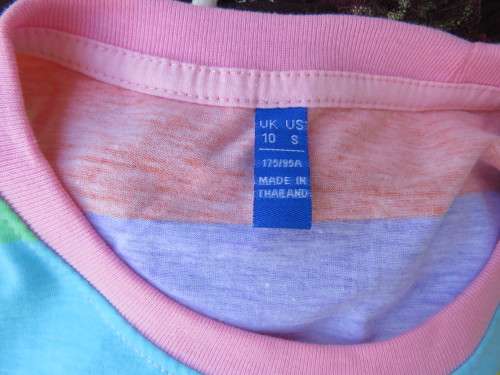 UK US
10 S
175/95A
MADE IN
THAILAND